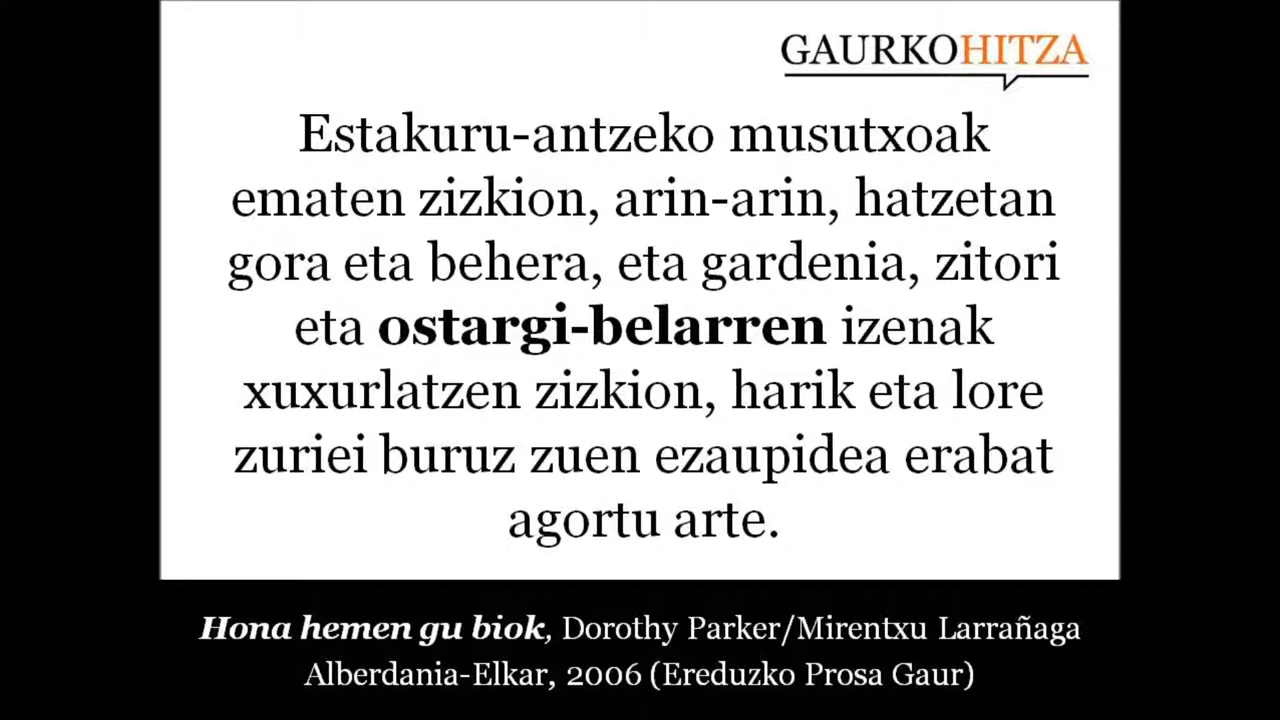 GAURKOHITZA
Estakuru-antzeko musutxoak
ematen zizkion, arin-arin, hatzetan
gora eta behera, eta gardenia, zitori
eta ostargi-belarren izenak
xuxurlatzen zizkion, harik eta lore
zuriei buruz zuen ezaupidea erabat
agortu arte.
Hona hemen gu biok, Dorothy Parker/Mirentxu Larrañaga
Alberdania-Elkar, 2006 (Ereduzko Prosa Gaur)